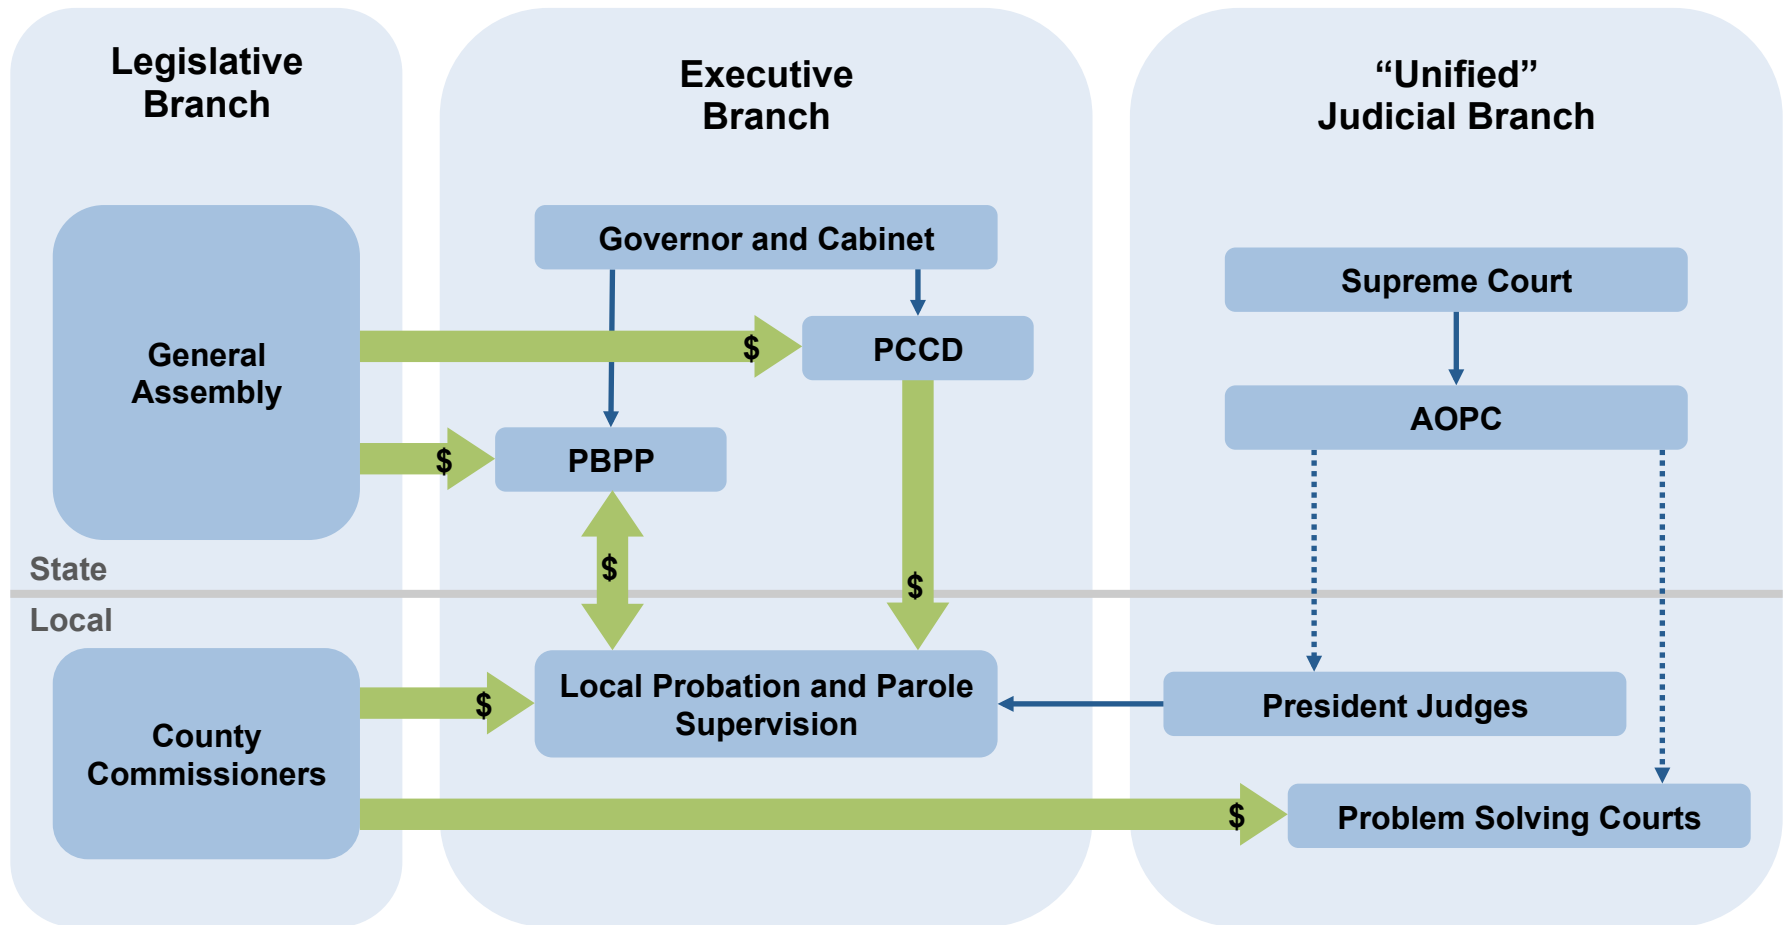 Legislative
Branch
Executive
Branch
“Unified”
Judicial Branch
Governor and Cabinet
Supreme Court
General
Assembly
$
PCCD
AOPC
$
PBPP
$
$
State
Local
$
Local Probation and Parole
Supervision
President Judges
County
Commissioners
$
Problem Solving Courts